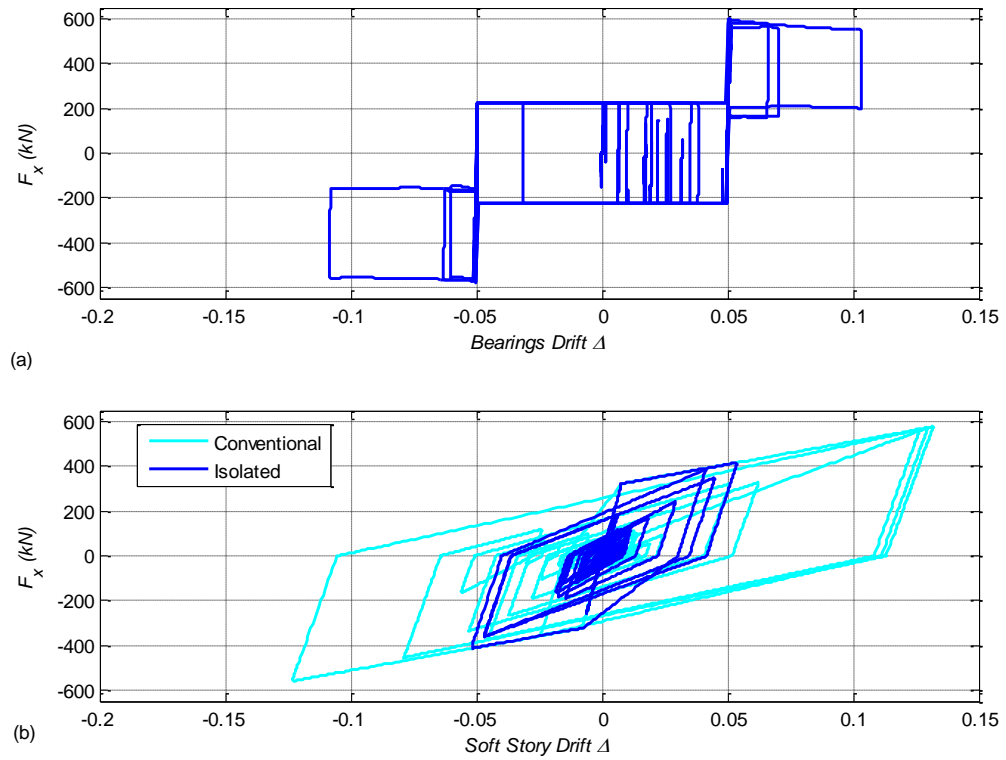 600
400
200
0
-200
-400
-600
F_x (kN)
-0.2 -0.15 -0.1 -0.05 0 0.05 0.1 0.15
Bearings Drift Δ
(a)
600
400
200
0
-200
-400
-600
F_x (kN)
Conventional
Isolated
-0.2 -0.15 -0.1 -0.05 0 0.05 0.1 0.15
Soft Story Drift Δ
(b)